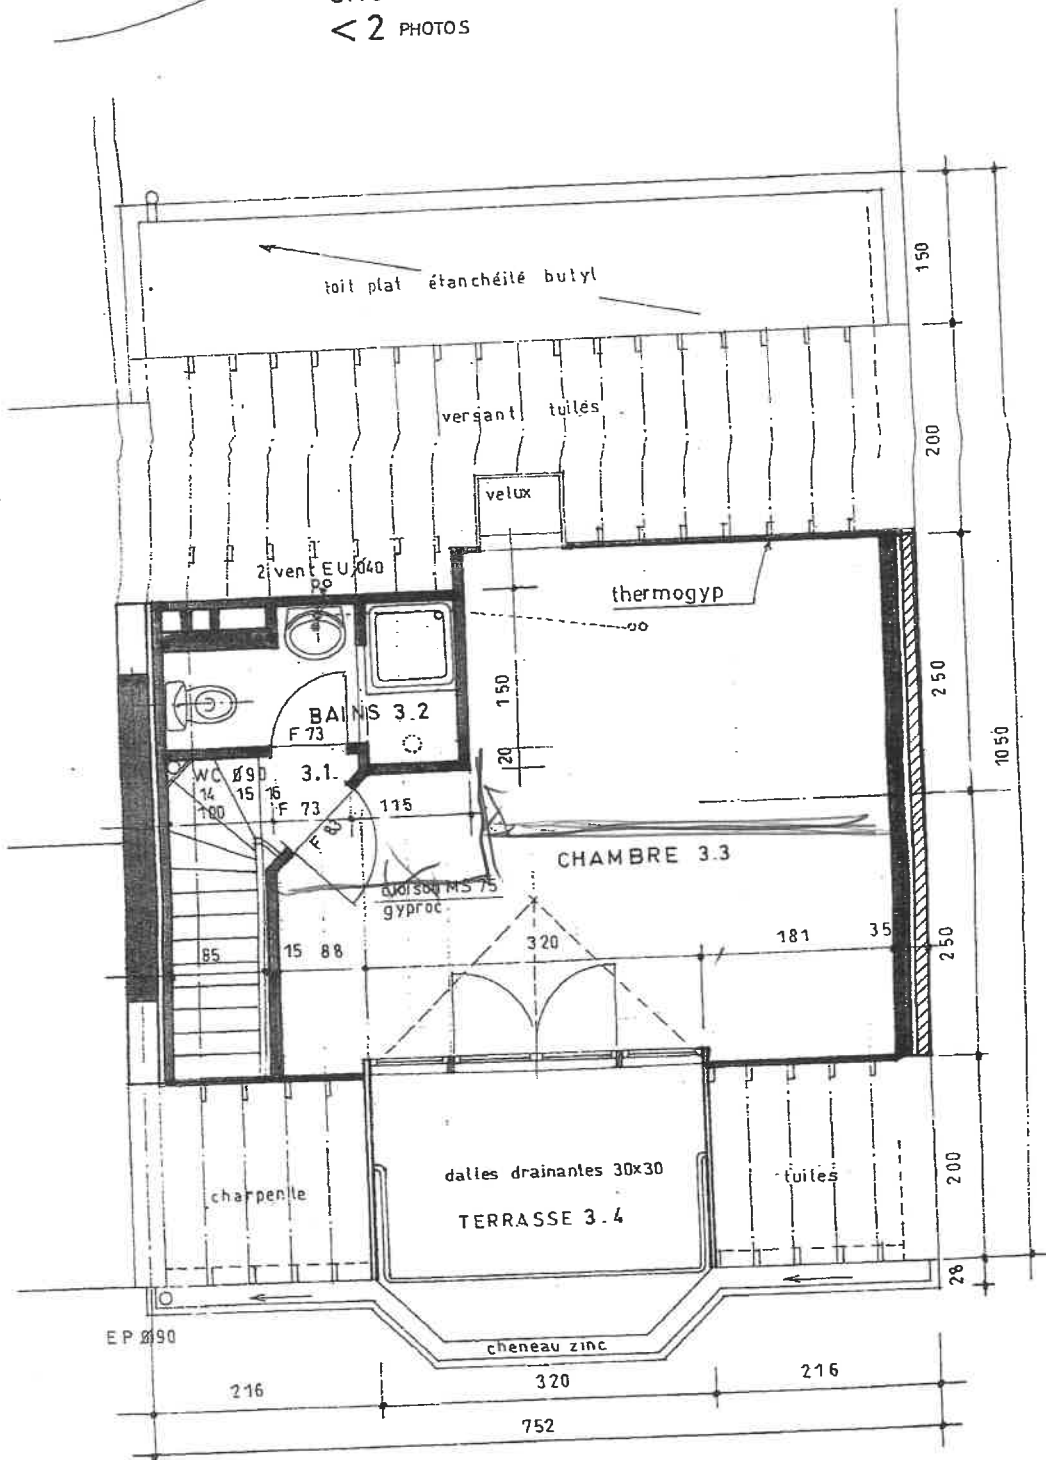 < 2 PHOTOS
toit plat étanchéité butyl
150
versant tuilés
200
velux
2 vent EU Ø40
thermogyp
150
250
BAINS 3.2
F 73
20
1050
WC Ø90
3.1.
14
15 16
100
F 73
115
F 83
CHAMBRE 3.3
cloison MS 75
gyproc
85
15 88
320
181
35
250
dalles drainantes 30x30
tuiles
charpente
TERRASSE 3.4
200
28
EP Ø90
cheneau zinc
216
320
216
752